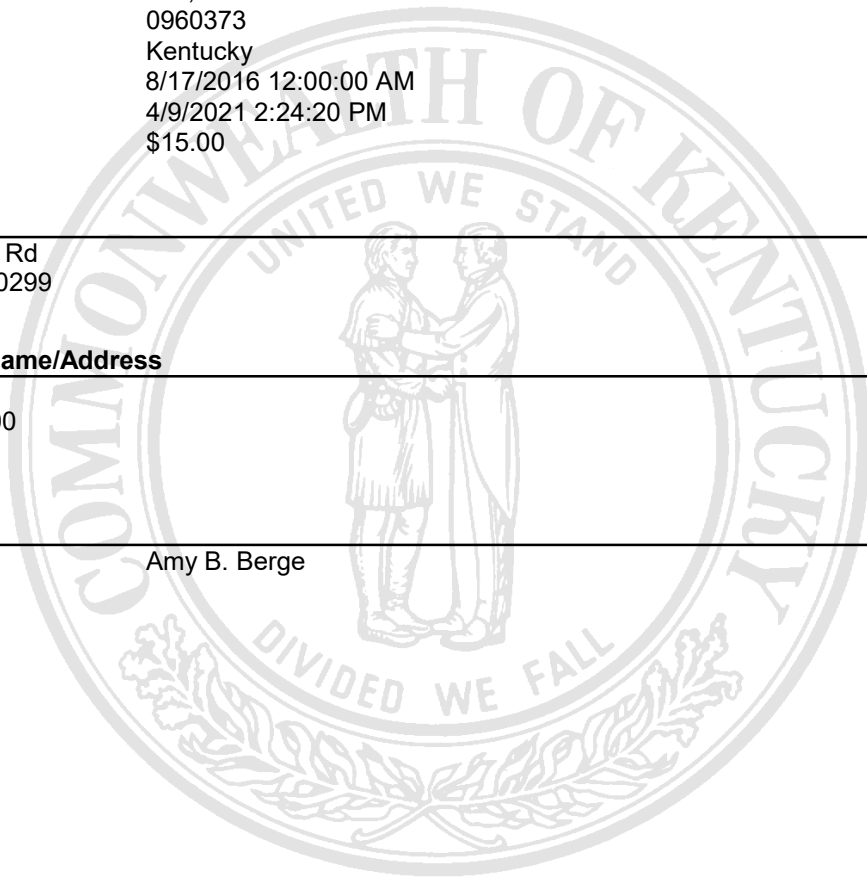 0960373
Kentucky
8/17/2016 12:00:00 AM
4/9/2021 2:24:20 PM
$15.00
Rd
0299
ame/Address
0
Amy B. Berge
COMMONWEALTH OF KENTUCKY
UNITED WE STAND
DIVIDED WE FALL